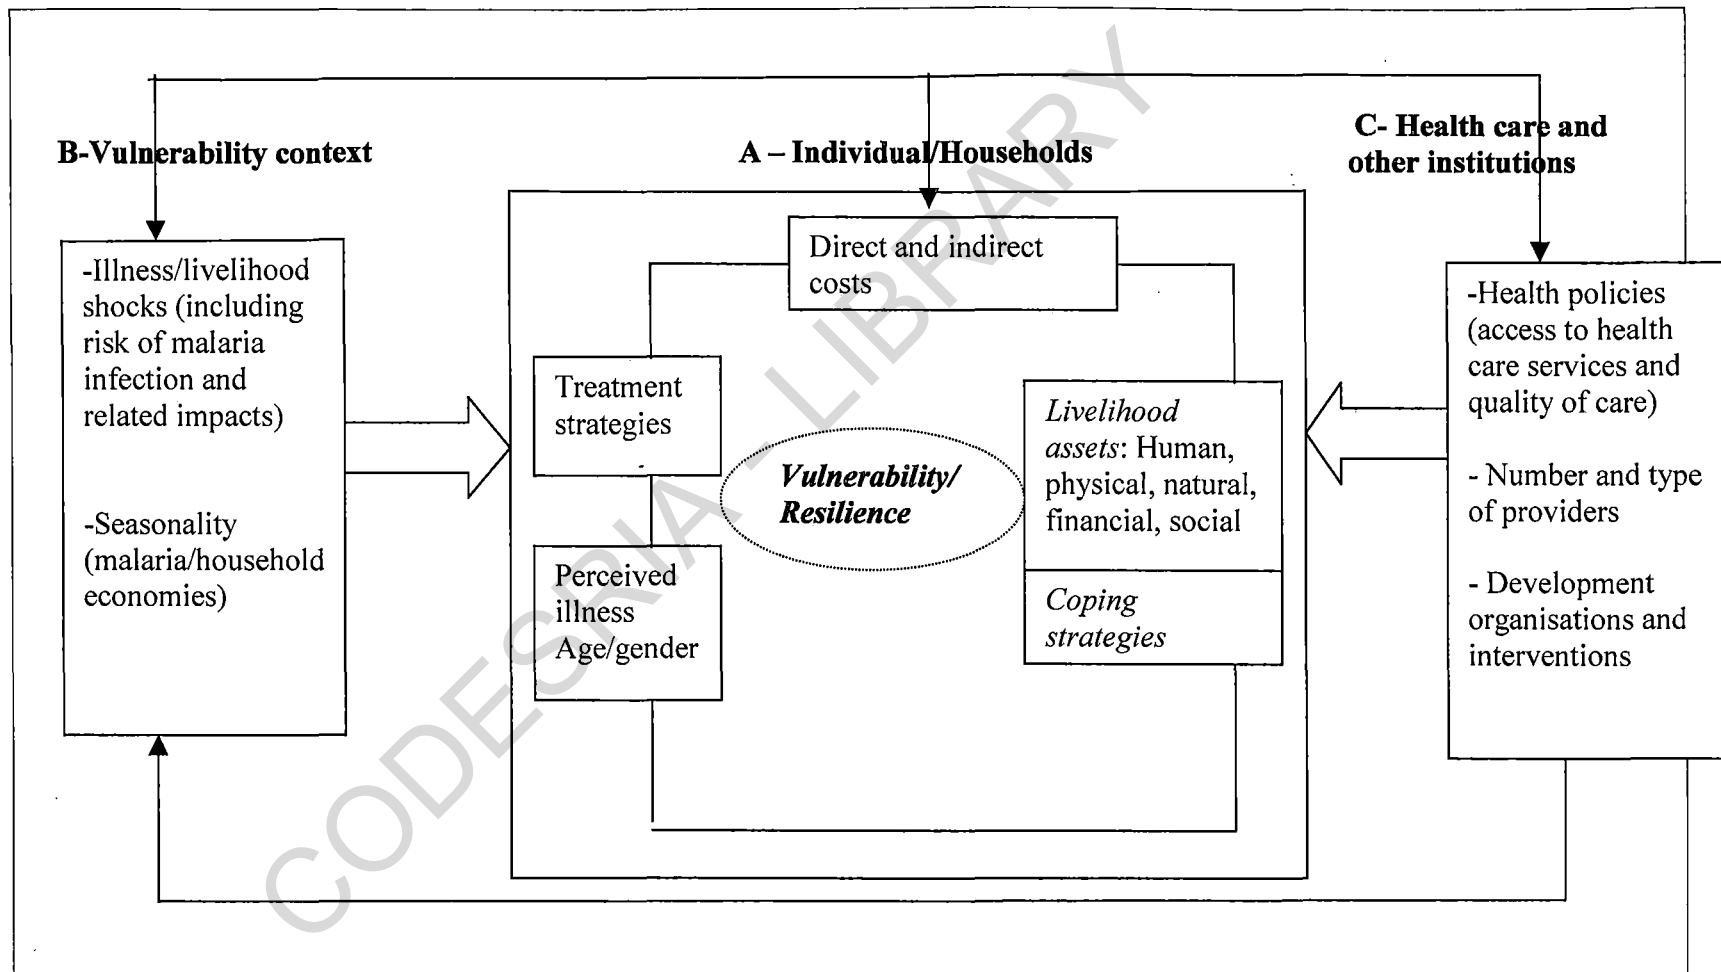 B-Vulnerability context
A – Individual/Households
C- Health care and
other institutions
-Illness/livelihood
shocks (including
risk of malaria
infection and
related impacts)
-Seasonality
(malaria/household
economies)
Direct and indirect
costs
Treatment
strategies
Perceived
illness
Age/gender
Vulnerability/
Resilience
Livelihood
assets: Human,
physical, natural,
financial, social
Coping
strategies
-Health policies
(access to health
care services and
quality of care)
- Number and type
of providers
- Development
organisations and
interventions
CODESRIA - LIBRARY